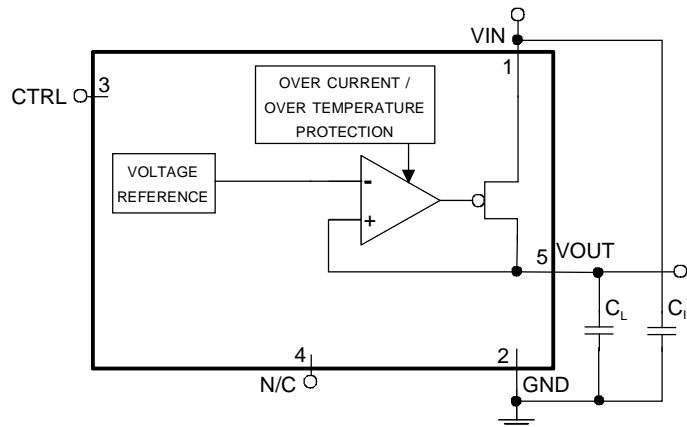 VIN
1
CTRL
3
OVER CURRENT /
OVER TEMPERATURE
PROTECTION
VOLTAGE
REFERENCE
-
+
5
VOUT
CL
CI
4
N/C
2
GND